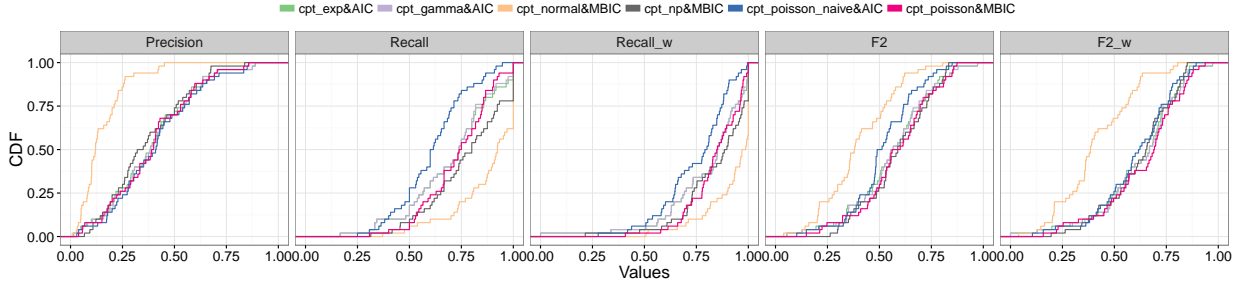 cpt_exp&AIC cpt_gamma&AIC cpt_normal&MBIC cpt_np&MBIC cpt_poisson_naive&AIC cpt_poisson&MBIC
Precision Recall Recall_w F2 F2_w
1.00
0.75
0.50
0.25
0.00
CDF
0.00 0.25 0.50 0.75 1.00 0.00 0.25 0.50 0.75 1.00 0.00 0.25 0.50 0.75 1.00 0.00 0.25 0.50 0.75 1.00 0.00 0.25 0.50 0.75 1.00
Values